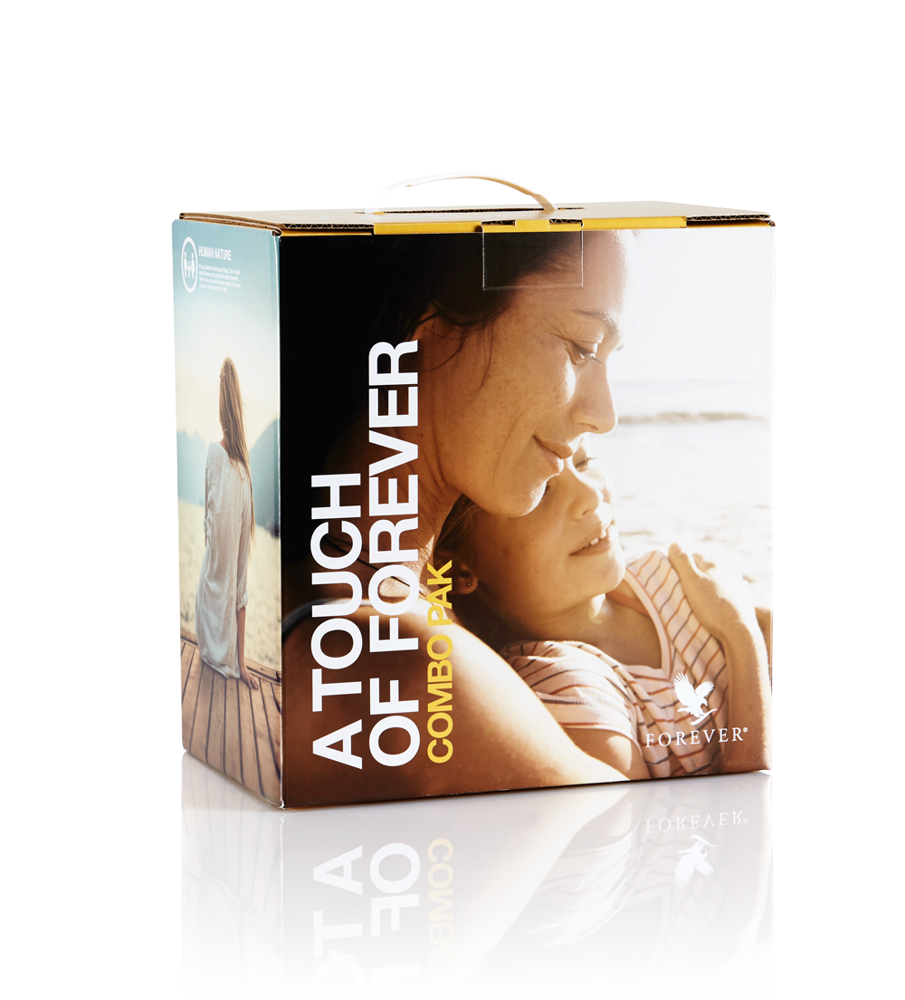 HUMAN NATURE
A TOUCH
OF FOREVER
COMBO PAK
FOREVER®